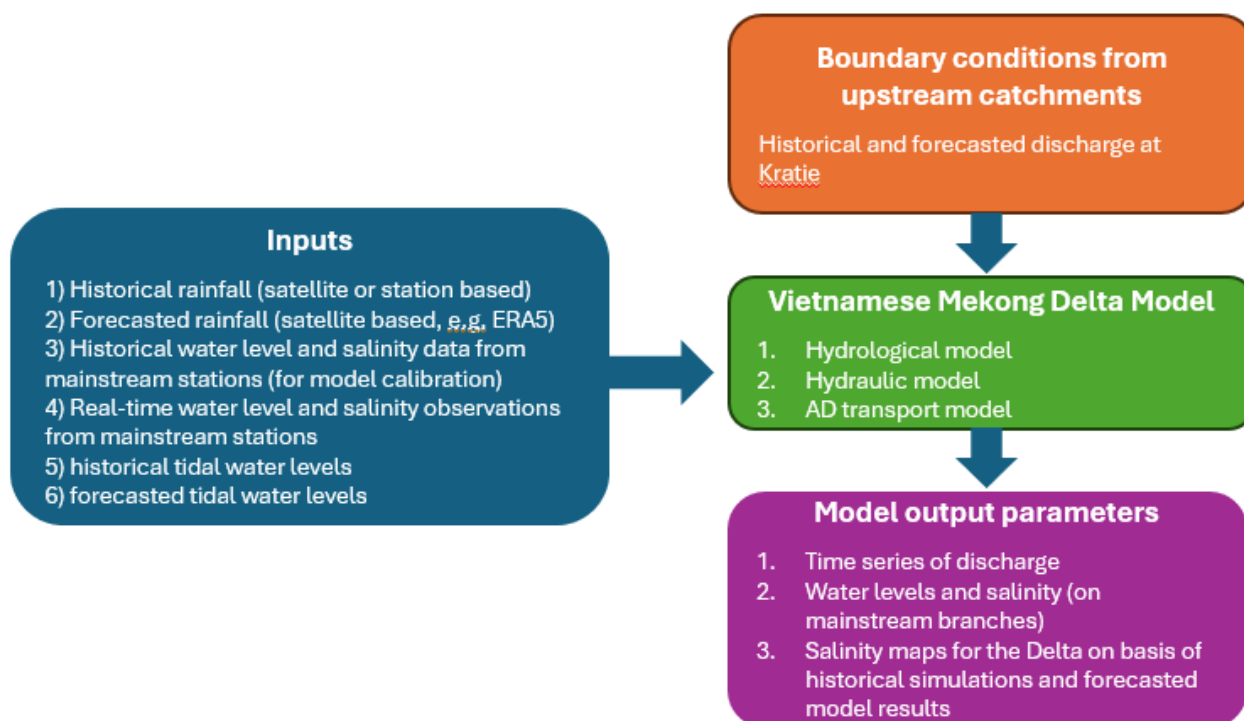 Boundary conditions from
upstream catchments
Historical and forecasted discharge at
Kratie
Inputs
1) Historical rainfall (satellite or station based)
2) Forecasted rainfall (satellite based, e.g. ERA5)
3) Historical water level and salinity data from
mainstream stations (for model calibration)
4) Real-time water level and salinity observations
from mainstream stations
5) historical tidal water levels
6) forecasted tidal water levels
Vietnamese Mekong Delta Model
1. Hydrological model
2. Hydraulic model
3. AD transport model
Model output parameters
1. Time series of discharge
2. Water levels and salinity (on
mainstream branches)
3. Salinity maps for the Delta on basis of
historical simulations and forecasted
model results